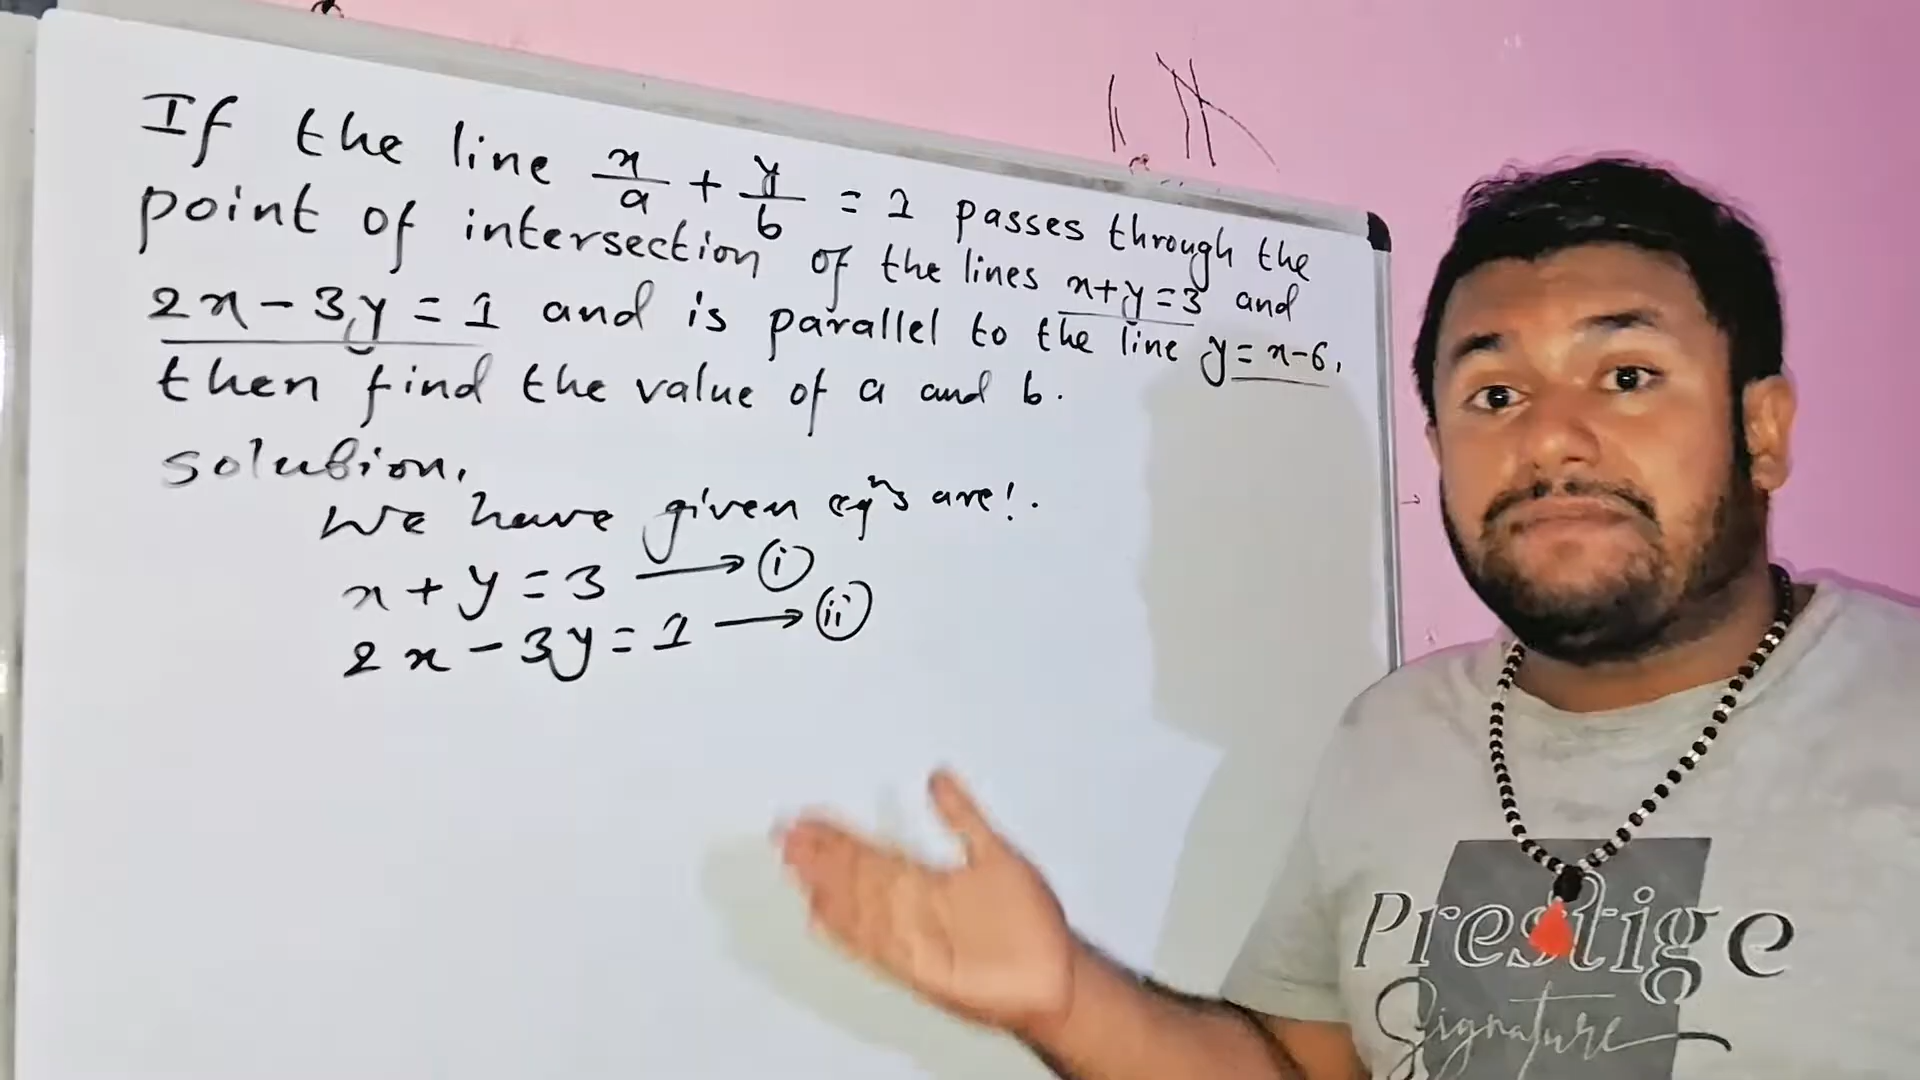 If the line x/a + y/b = 1 passes through the
point of intersection of the lines x+y=3 and
2x-3y=1 and is parallel to the line y=x-6,
then find the value of a and b.
solution,
We have given eqⁿs are:.
x+y=3 → (i)
2x-3y=1 → (ii)
Prestige
Signature